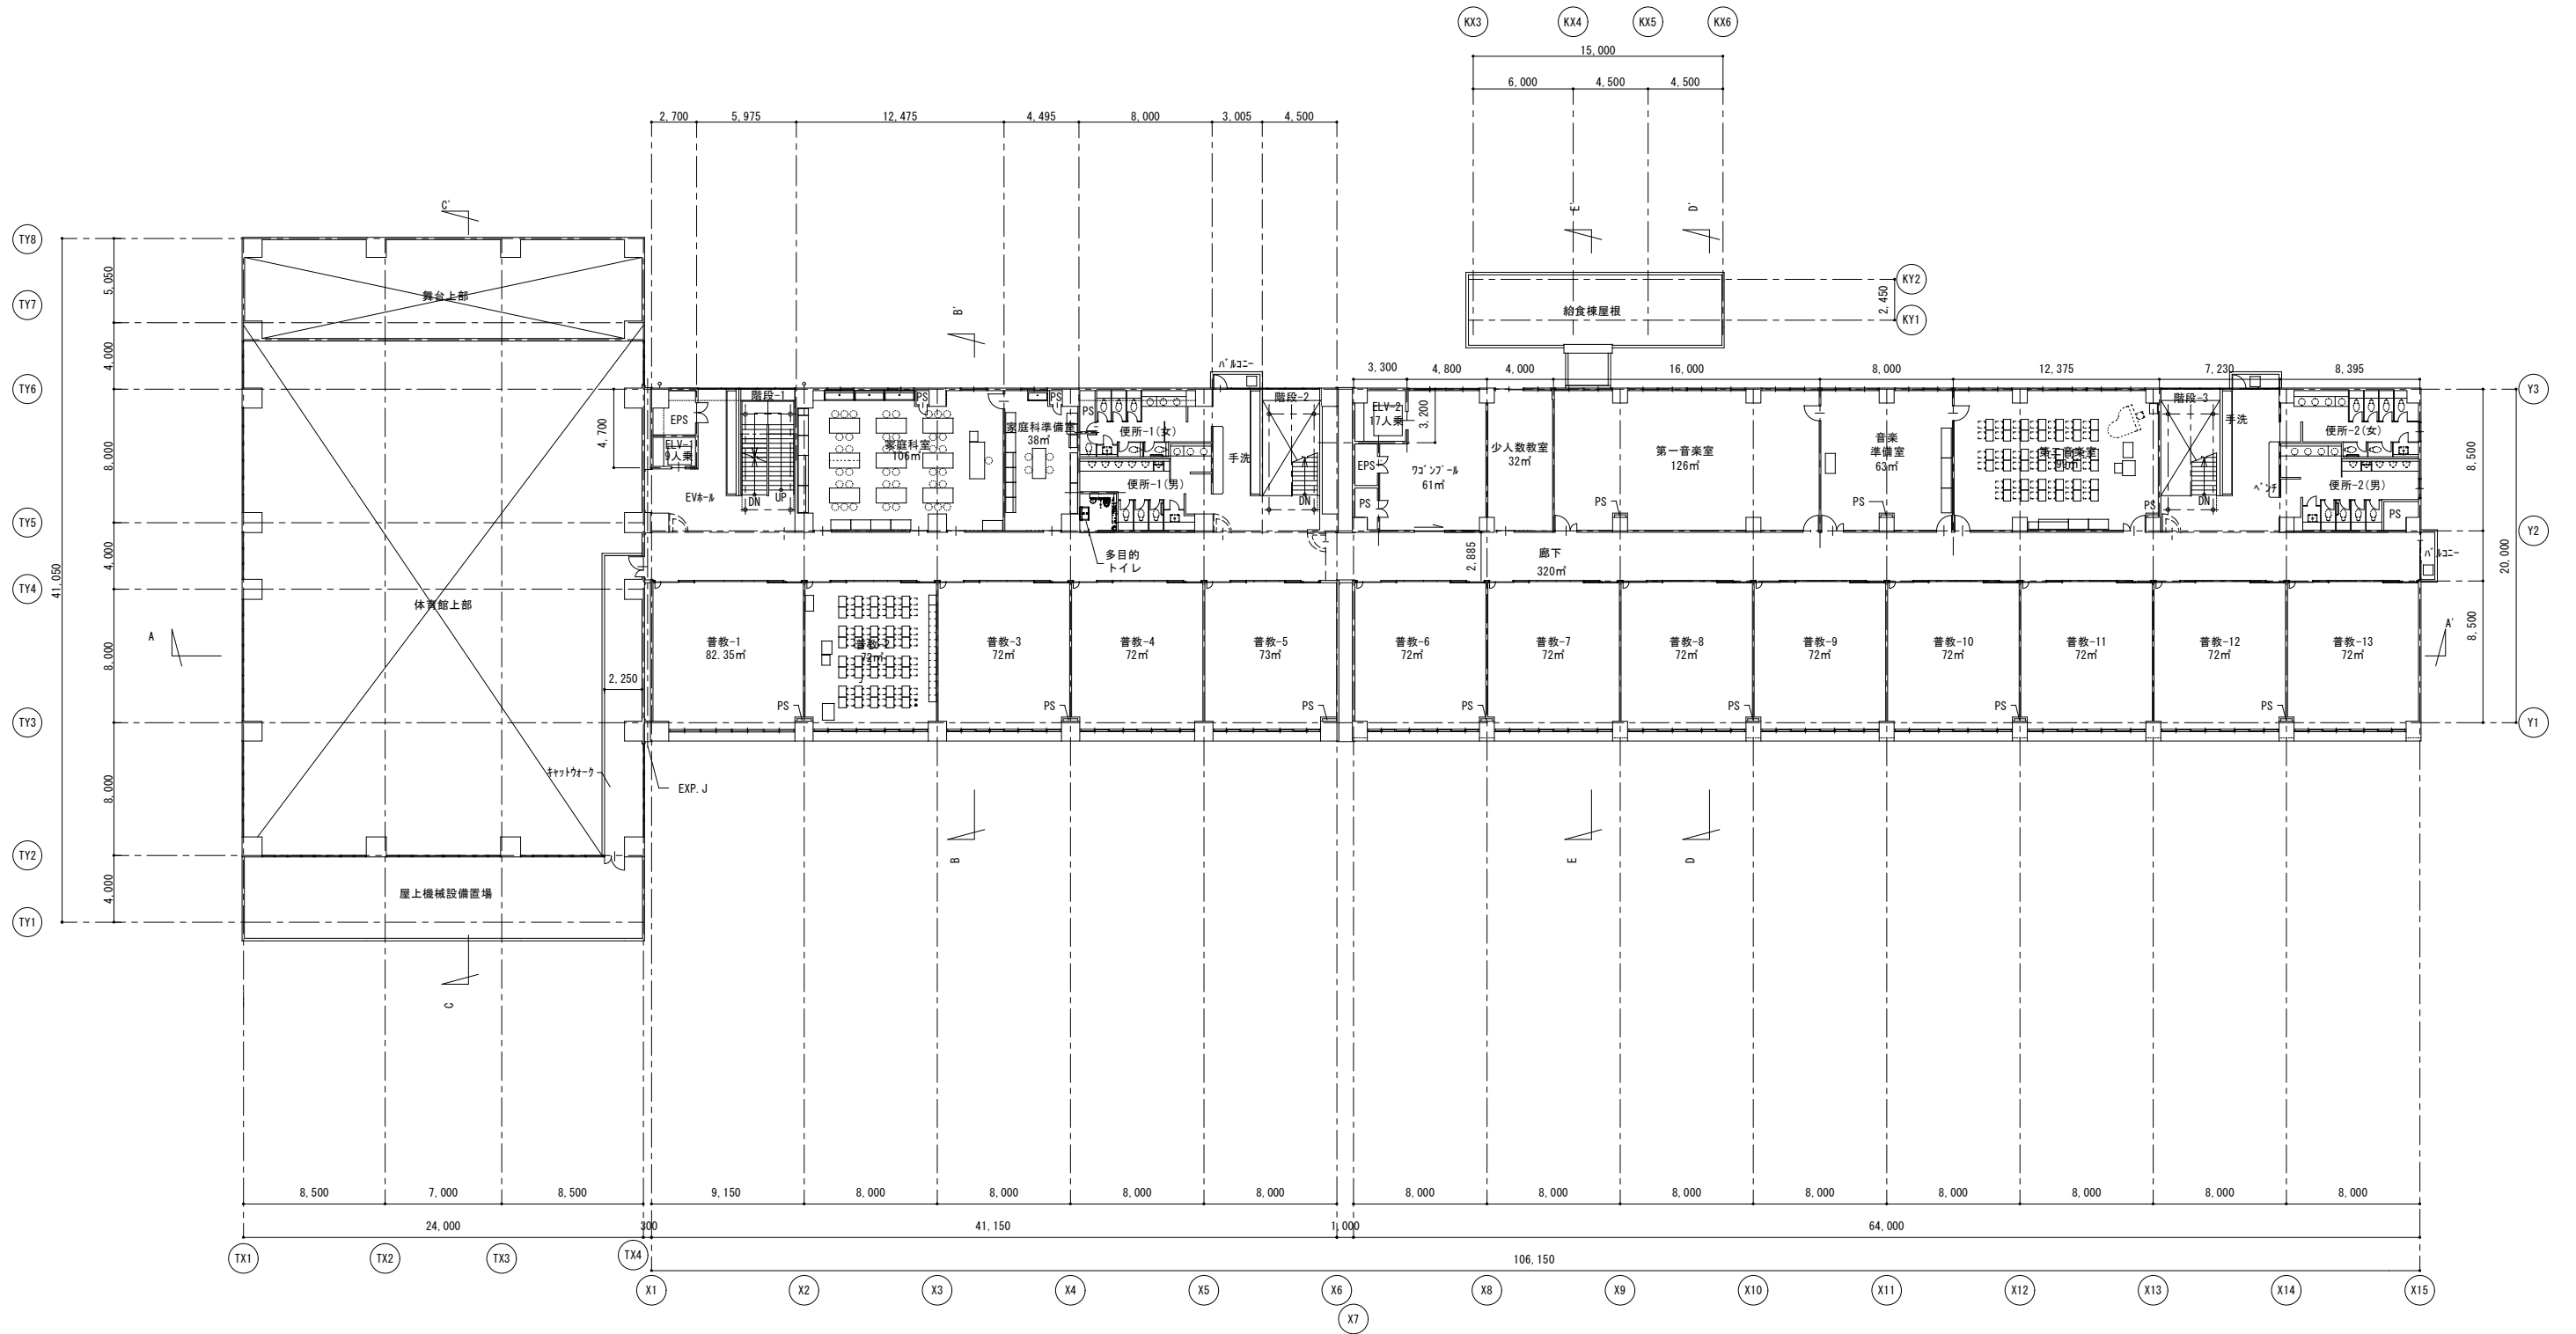 KX3 KX4 KX5 KX6
15,000
6,000 4,500 4,500
2,700 5,975 12,475 4,495 8,000 3,005 4,500
C' E' D'
TY8
5,050
舞台上部
TY7
KY2
2,450
給食棟屋根
KY1
B'
4,000
バルコニー
3,300 4,800 4,000 16,000 8,000 12,375 7,230 8,395
TY6
Y3
階段-1 PS PS 階段-2 階段-3
EPS
4,700
ELV-1
9人乗
家庭科室
106㎡
家庭科準備室
38㎡
PS
便所-1(女)
手洗
便所-1(男)
ELV-2
17人乗
3,200
EPS
PS
ワゴンプール
61㎡
少人数教室
32㎡
第一音楽室
126㎡
音楽
準備室
63㎡
第二音楽室
手洗
便所-2(女)
ベンチ
便所-2(男)
PS
8,000
8,500
EVホール
DN UP DN PS PS PS DN
TY5
Y2
4,000
多目的
トイレ
2,885
廊下
320㎡
バルコニー
20,000
41,050
TY4
体育館上部
A A'
普教-1
82.35㎡
普教-2
72㎡
普教-3
72㎡
普教-4
72㎡
普教-5
73㎡
普教-6
72㎡
普教-7
72㎡
普教-8
72㎡
普教-9
72㎡
普教-10
72㎡
普教-11
72㎡
普教-12
72㎡
普教-13
72㎡
8,000
8,500
2,250
PS PS PS PS PS PS PS
TY3
Y1
8,000
キャットウォーク
EXP.J
TY2
B E D
4,000
屋上機械設備置場
TY1
C
8,500 7,000 8,500 9,150 8,000 8,000 8,000 8,000 8,000 8,000 8,000 8,000 8,000 8,000 8,000 8,000
24,000 300 41,150 1,000 64,000
TX1 TX2 TX3 TX4
106,150
X1 X2 X3 X4 X5 X6 X8 X9 X10 X11 X12 X13 X14 X15
X7